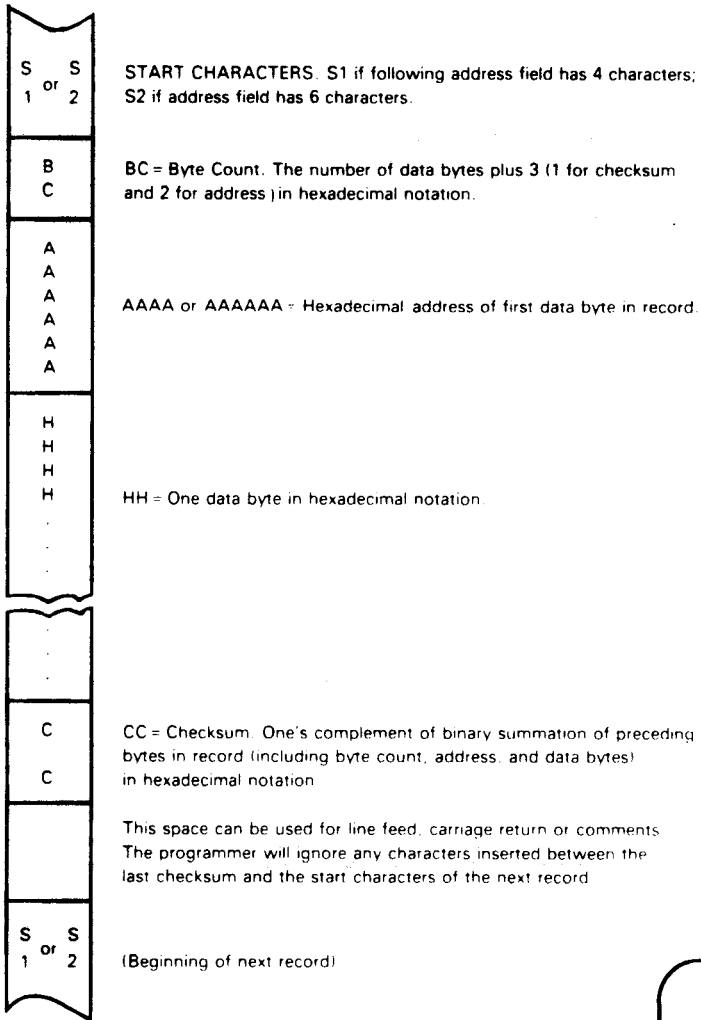 S or S
1 2
START CHARACTERS. S1 if following address field has 4 characters;
S2 if address field has 6 characters.
B
C
BC = Byte Count. The number of data bytes plus 3 (1 for checksum
and 2 for address ) in hexadecimal notation.
A
A
A
A
A
A
AAAA or AAAAAA = Hexadecimal address of first data byte in record.
H
H
H
H
.
.
.
HH = One data byte in hexadecimal notation.
.
.
.
C
C
CC = Checksum. One's complement of binary summation of preceding
bytes in record (including byte count, address, and data bytes)
in hexadecimal notation
This space can be used for line feed, carriage return or comments
The programmer will ignore any characters inserted between the
last checksum and the start characters of the next record
S or S
1 2
(Beginning of next record)